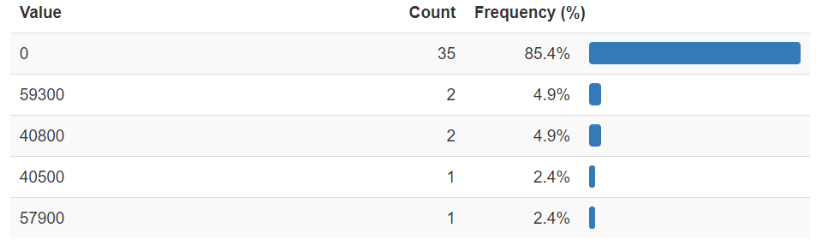 Value Count Frequency (%)
0 35 85.4%
59300 2 4.9%
40800 2 4.9%
40500 1 2.4%
57900 1 2.4%